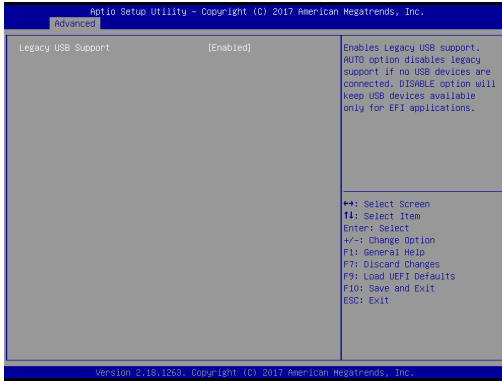 Aptio Setup Utility – Copyright (C) 2017 American Megatrends, Inc.
Advanced
Legacy USB Support [Enabled]
Enables Legacy USB support.
AUTO option disables legacy
support if no USB devices are
connected. DISABLE option will
keep USB devices available
only for EFI applications.
↔: Select Screen
↑↓: Select Item
Enter: Select
+/-: Change Option
F1: General Help
F7: Discard Changes
F9: Load UEFI Defaults
F10: Save and Exit
ESC: Exit
Version 2.18.1263. Copyright (C) 2017 American Megatrends, Inc.